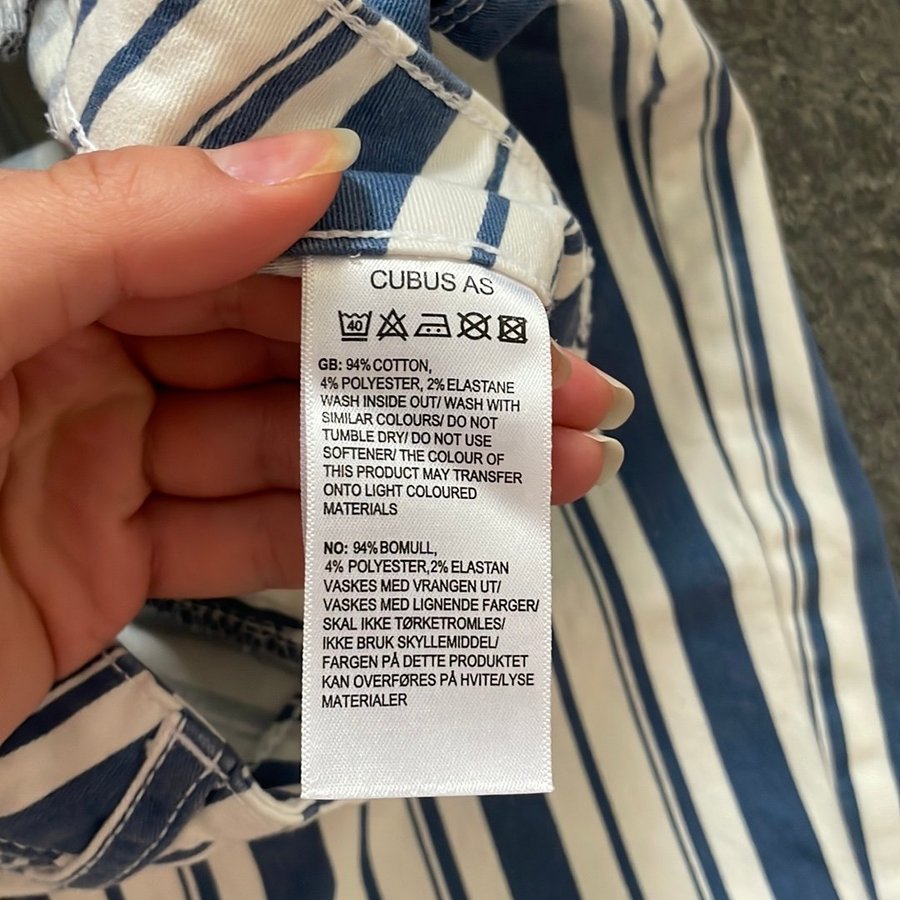 CUBUS AS
40
GB: 94% COTTON,
4% POLYESTER, 2% ELASTANE
WASH INSIDE OUT/ WASH WITH
SIMILAR COLOURS/ DO NOT
TUMBLE DRY/ DO NOT USE
SOFTENER/ THE COLOUR OF
THIS PRODUCT MAY TRANSFER
ONTO LIGHT COLOURED
MATERIALS
NO: 94% BOMULL,
4% POLYESTER,2% ELASTAN
VASKES MED VRANGEN UT/
VASKES MED LIGNENDE FARGER/
SKAL IKKE TØRKETROMLES/
IKKE BRUK SKYLLEMIDDEL/
FARGEN PÅ DETTE PRODUKTET
KAN OVERFØRES PÅ HVITE/LYSE
MATERIALER